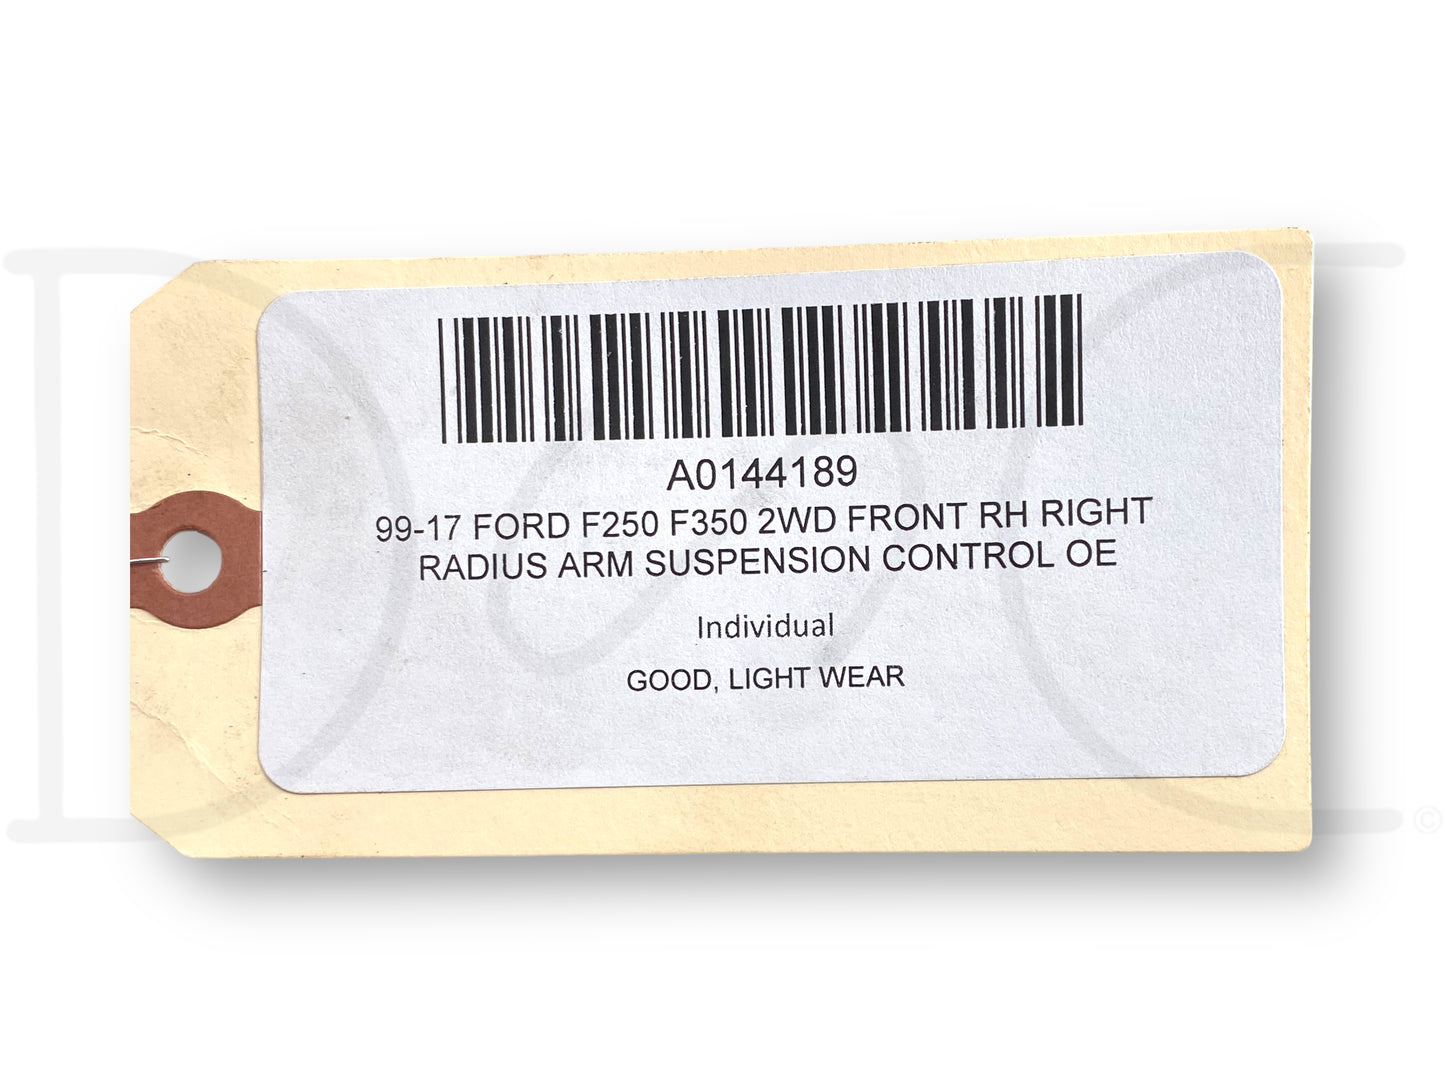 A0144189
99-17 FORD F250 F350 2WD FRONT RH RIGHT
RADIUS ARM SUSPENSION CONTROL OE
Individual
GOOD, LIGHT WEAR
©